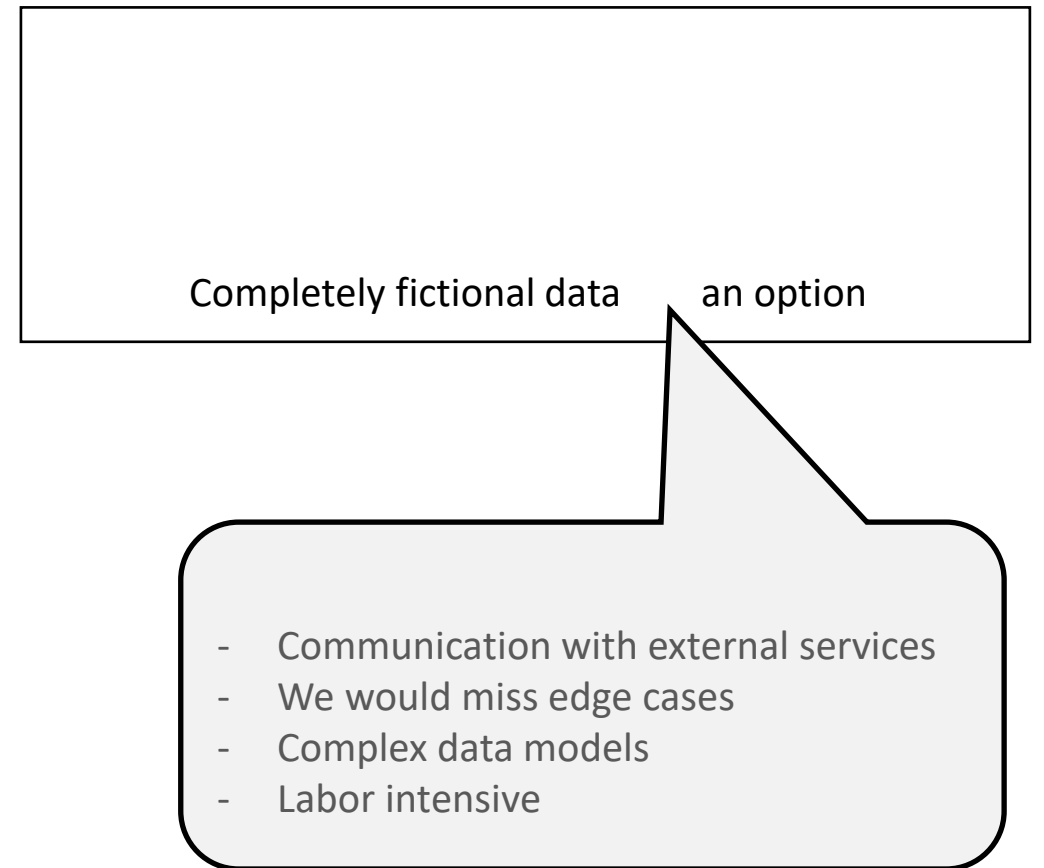 Completely fictional data an option
- Communication with external services
- We would miss edge cases
- Complex data models
- Labor intensive